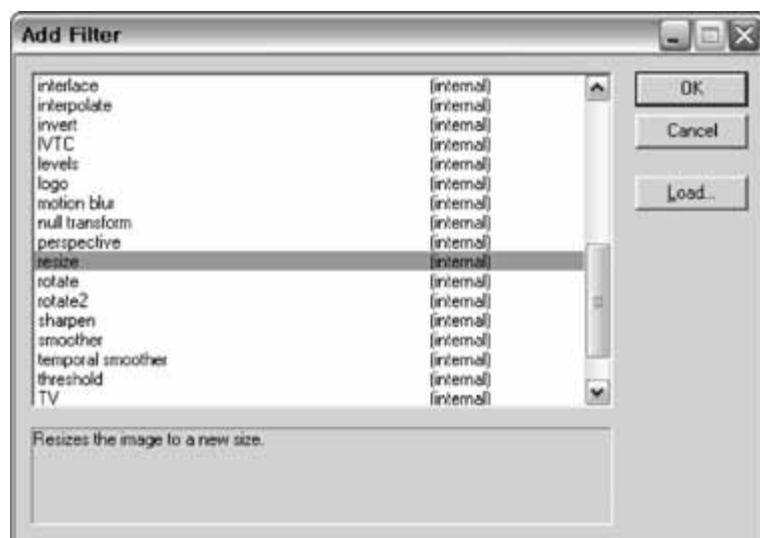 Add Filter
interlace (internal)
interpolate (internal)
invert (internal)
IVTC (internal)
levels (internal)
logo (internal)
motion blur (internal)
null transform (internal)
perspective (internal)
resize (internal)
rotate (internal)
rotate2 (internal)
sharpen (internal)
smoother (internal)
temporal smoother (internal)
threshold (internal)
TV (internal)
OK
Cancel
Load...
Resizes the image to a new size.